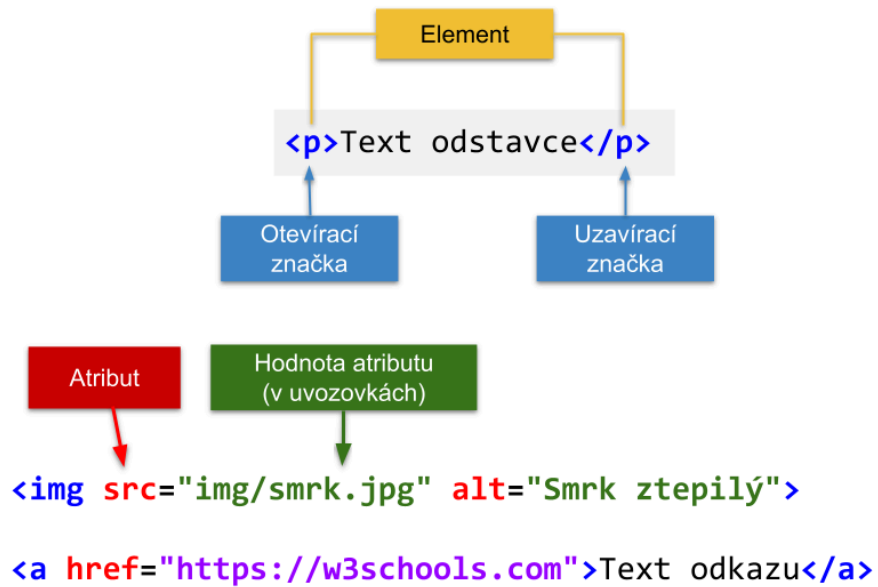 Element
<p>Text odstavce</p>
Otevírací
značka
Uzavírací
značka
Atribut
Hodnota atributu
(v uvozovkách)
<img src="img/smrk.jpg" alt="Smrk ztepilý">
<a href="https://w3schools.com">Text odkazu</a>